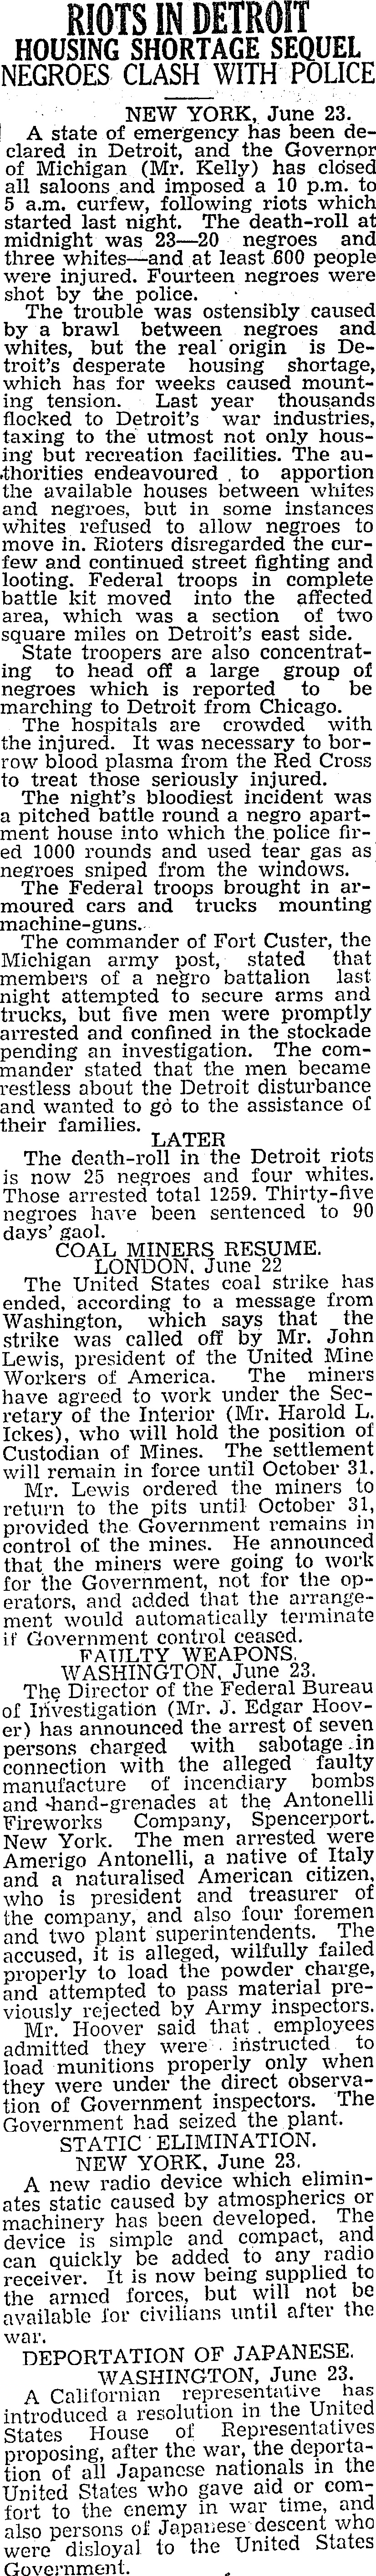 RIOTS IN DETROIT
HOUSING SHORTAGE SEQUEL
NEGROES CLASH WITH POLICE
NEW YORK, June 23.
A state of emergency has been de-
clared in Detroit, and the Governor
of Michigan (Mr. Kelly) has closed
all saloons and imposed a 10 p.m. to
5 a.m. curfew, following riots which
started last night. The death-roll at
midnight was 23—20 negroes and
three whites—and at least 600 people
were injured. Fourteen negroes were
shot by the police.
The trouble was ostensibly caused
by a brawl between negroes and
whites, but the real origin is De-
troit's desperate housing shortage,
which has for weeks caused mount-
ing tension. Last year thousands
flocked to Detroit's war industries,
taxing to the utmost not only hous-
ing but recreation facilities. The au-
thorities endeavoured to apportion
the available houses between whites
and negroes, but in some instances
whites refused to allow negroes to
move in. Rioters disregarded the cur-
few and continued street fighting and
looting. Federal troops in complete
battle kit moved into the affected
area, which was a section of two
square miles on Detroit's east side.
State troopers are also concentrat-
ing to head off a large group of
negroes which is reported to be
marching to Detroit from Chicago.
The hospitals are crowded with
the injured. It was necessary to bor-
row blood plasma from the Red Cross
to treat those seriously injured.
The night's bloodiest incident was
a pitched battle round a negro apart-
ment house into which the police fir-
ed 1000 rounds and used tear gas as
negroes sniped from the windows.
The Federal troops brought in ar-
moured cars and trucks mounting
machine-guns.
The commander of Fort Custer, the
Michigan army post, stated that
members of a negro battalion last
night attempted to secure arms and
trucks, but five men were promptly
arrested and confined in the stockade
pending an investigation. The com-
mander stated that the men became
restless about the Detroit disturbance
and wanted to go to the assistance of
their families.
LATER
The death-roll in the Detroit riots
is now 25 negroes and four whites.
Those arrested total 1259. Thirty-five
negroes have been sentenced to 90
days' gaol.
COAL MINERS RESUME.
LONDON, June 22
The United States coal strike has
ended, according to a message from
Washington, which says that the
strike was called off by Mr. John
Lewis, president of the United Mine
Workers of America. The miners
have agreed to work under the Sec-
retary of the Interior (Mr. Harold L.
Ickes), who will hold the position of
Custodian of Mines. The settlement
will remain in force until October 31.
Mr. Lewis ordered the miners to
return to the pits until October 31,
provided the Government remains in
control of the mines. He announced
that the miners were going to work
for the Government, not for the op-
erators, and added that the arrange-
ment would automatically terminate
if Government control ceased.
FAULTY WEAPONS.
WASHINGTON, June 23.
The Director of the Federal Bureau
of Investigation (Mr. J. Edgar Hoov-
er) has announced the arrest of seven
persons charged with sabotage in
connection with the alleged faulty
manufacture of incendiary bombs
and hand-grenades at the Antonelli
Fireworks Company, Spencerport.
New York. The men arrested were
Amerigo Antonelli, a native of Italy
and a naturalised American citizen,
who is president and treasurer of
the company, and also four foremen
and two plant superintendents. The
accused, it is alleged, wilfully failed
properly to load the powder charge,
and attempted to pass material pre-
viously rejected by Army inspectors.
Mr. Hoover said that employees
admitted they were instructed to
load munitions properly only when
they were under the direct observa-
tion of Government inspectors. The
Government had seized the plant.
STATIC ELIMINATION.
NEW YORK, June 23.
A new radio device which elimin-
ates static caused by atmospherics or
machinery has been developed. The
device is simple and compact, and
can quickly be added to any radio
receiver. It is now being supplied to
the armed forces, but will not be
available for civilians until after the
war.
DEPORTATION OF JAPANESE.
WASHINGTON, June 23.
A Californian representative has
introduced a resolution in the United
States House of Representatives
proposing, after the war, the deporta-
tion of all Japanese nationals in the
United States who gave aid or com-
fort to the enemy in war time, and
also persons of Japanese descent who
were disloyal to the United States
Government.